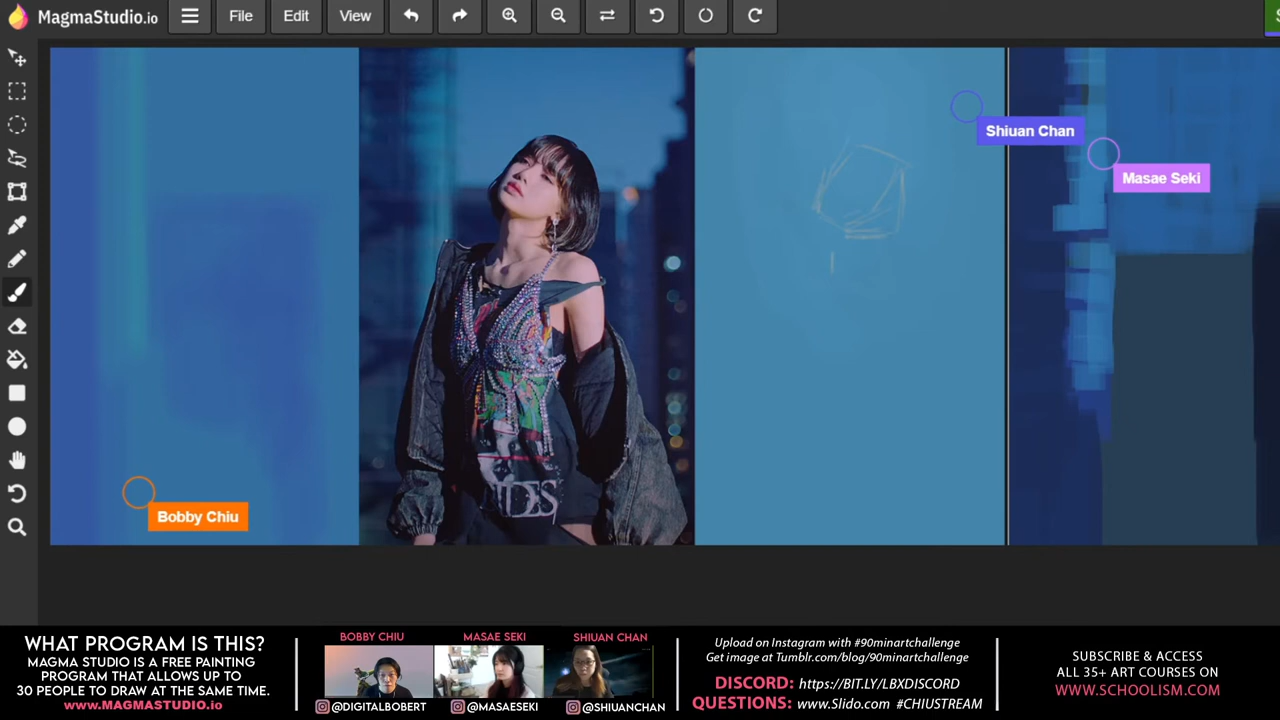 MagmaStudio.io
File
Edit
View
S
Shiuan Chan
Masae Seki
IDES
Bobby Chiu
WHAT PROGRAM IS THIS?
MAGMA STUDIO IS A FREE PAINTING
PROGRAM THAT ALLOWS UP TO
30 PEOPLE TO DRAW AT THE SAME TIME.
www.MAGMASTUDIO.io
BOBBY CHIU
MASAE SEKI
SHIUAN CHAN
@DIGITALBOBERT
@MASAESEKI
@SHIUANCHAN
Upload on Instagram with #90minartchallenge
Get image at Tumblr.com/blog/90minartchallenge
DISCORD: https://BIT.LY/LBXDISCORD
QUESTIONS: www.Slido.com #CHIUSTREAM
SUBSCRIBE & ACCESS
ALL 35+ ART COURSES ON
WWW.SCHOOLISM.COM